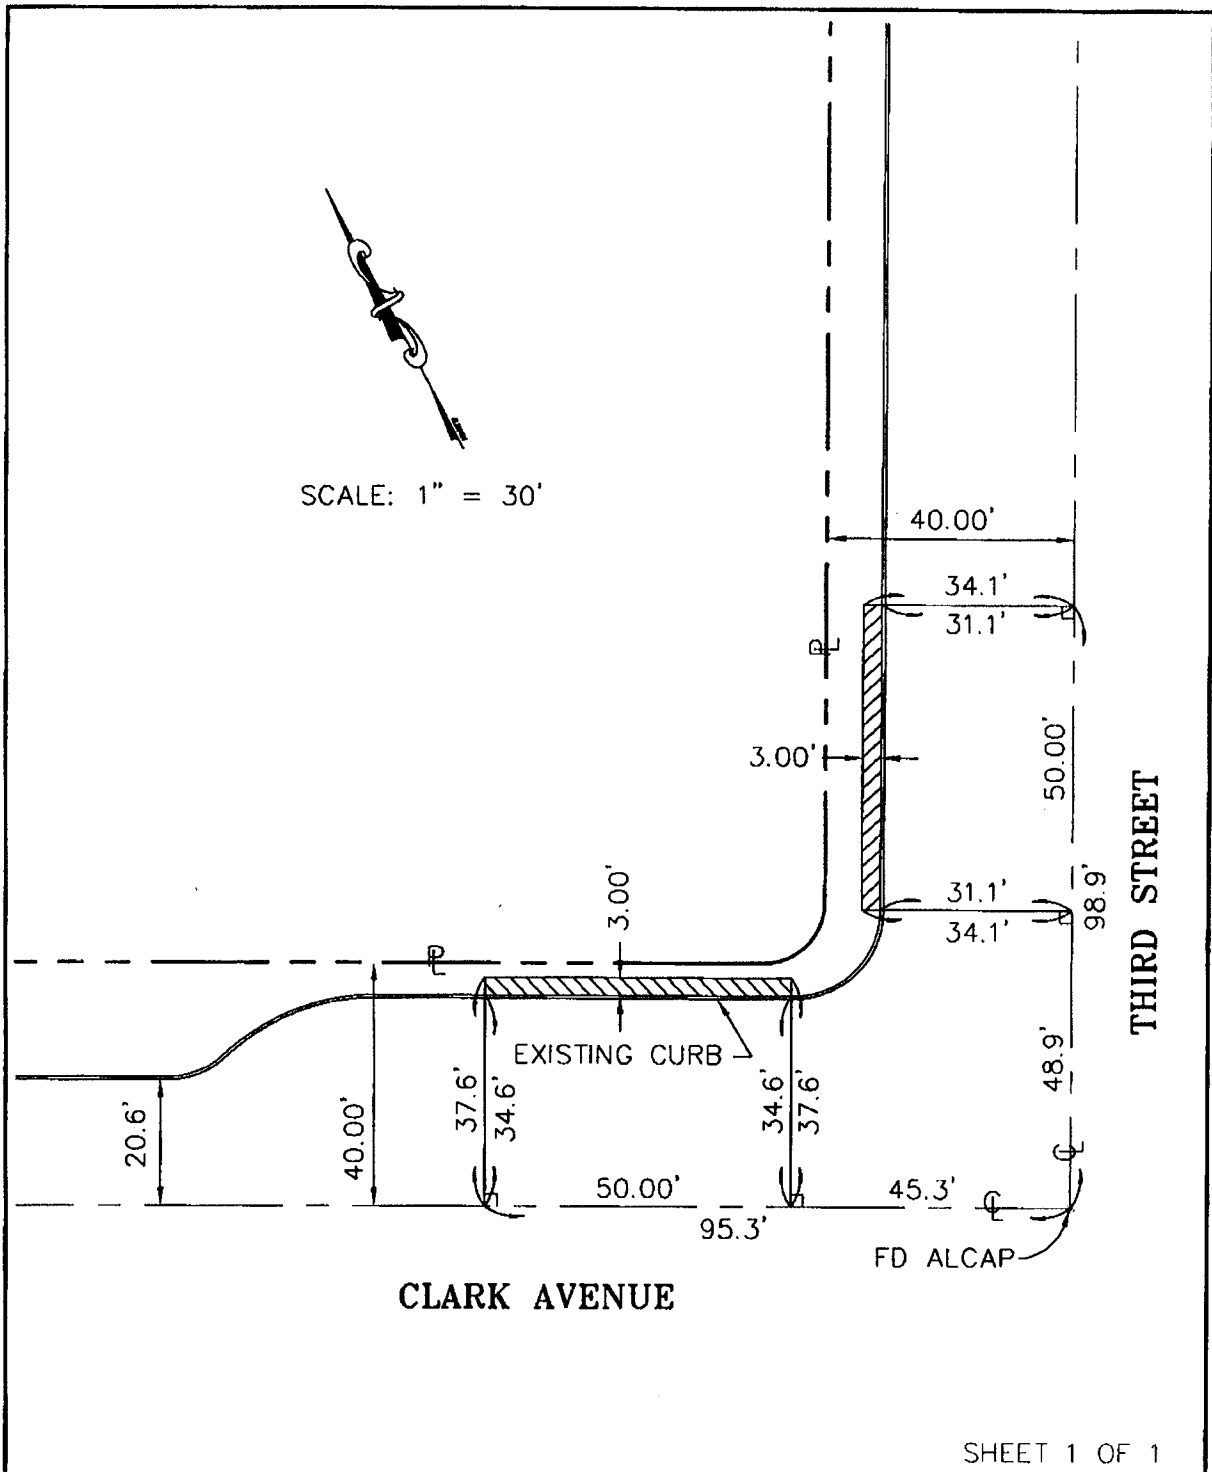 SCALE: 1" = 30'
40.00'
34.1'
31.1'
PL
50.00'
3.00'
THIRD STREET
31.1'
34.1'
98.9'
3.00'
PL
EXISTING CURB
48.9'
20.6'
40.00'
37.6'
34.6'
34.6'
37.6'
CL
50.00'
45.3'
CL
95.3'
FD ALCAP
CLARK AVENUE
SHEET 1 OF 1